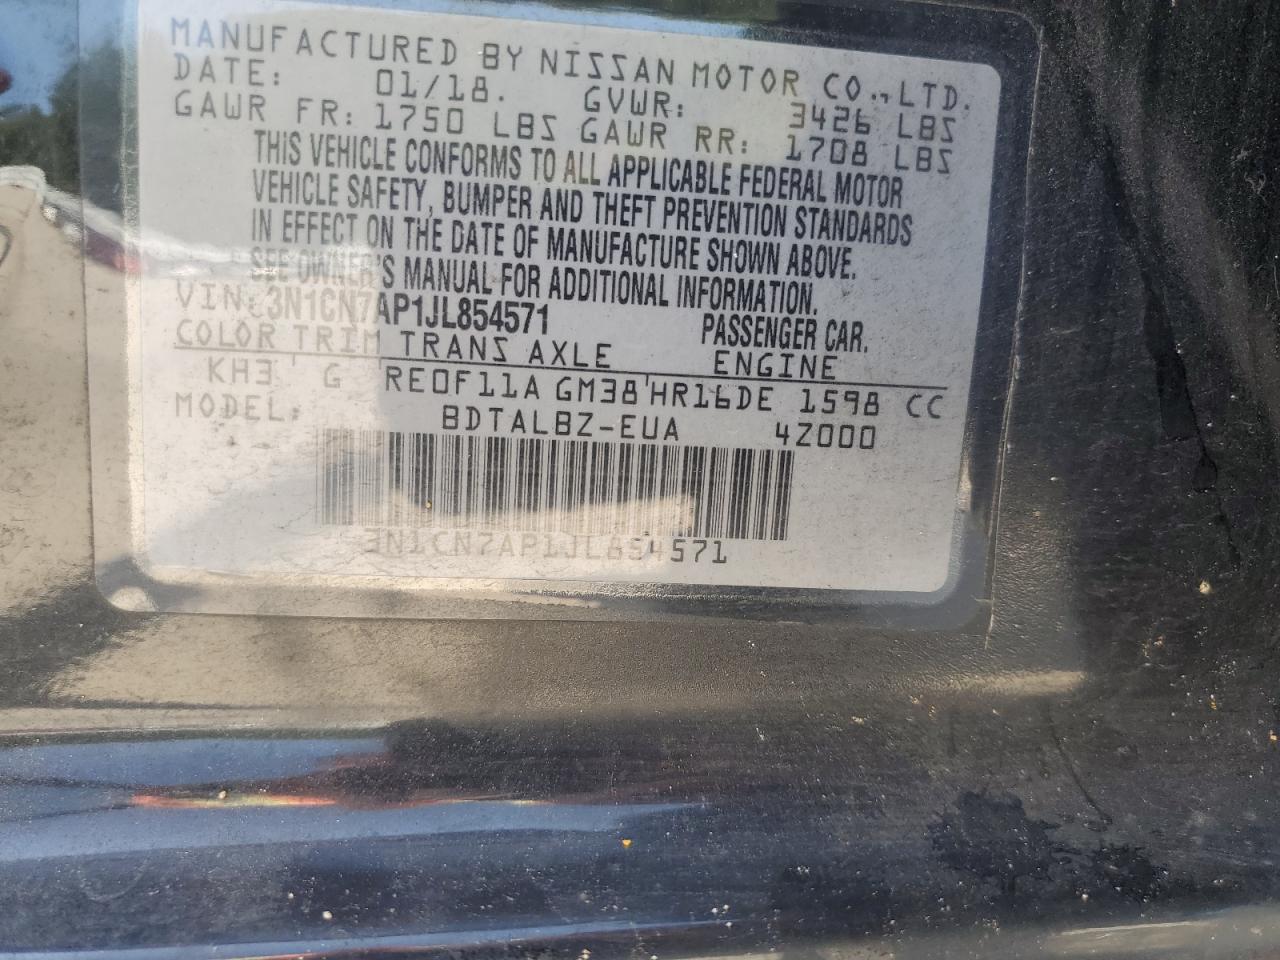 MANUFACTURED BY NISSAN MOTOR CO., LTD.
DATE: 01/18. GVWR: 3426 LBS
GAWR FR: 1750 LBS GAWR RR: 1708 LBS
THIS VEHICLE CONFORMS TO ALL APPLICABLE FEDERAL MOTOR
VEHICLE SAFETY, BUMPER AND THEFT PREVENTION STANDARDS
IN EFFECT ON THE DATE OF MANUFACTURE SHOWN ABOVE.
SEE OWNER'S MANUAL FOR ADDITIONAL INFORMATION.
VIN: 3N1CN7AP1JL854571 PASSENGER CAR.
COLOR TRIM TRANS AXLE ENGINE
KH3 G RE0F11A GM38 HR16DE 1598 CC
MODEL: BDTALBZ-EUA 4Z000
3N1CN7AP1JL854571